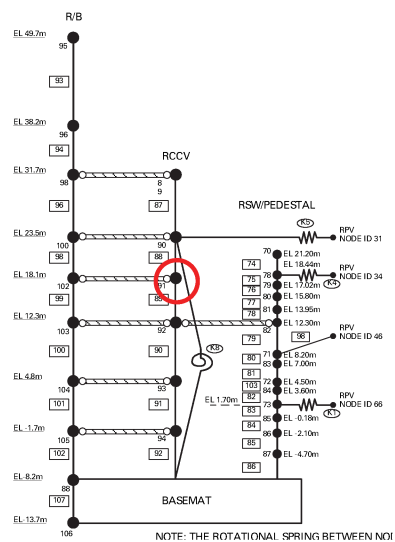 R/B
EL 49.7m
95
93
EL 38.2m
96
94
RCCV
EL 31.7m
98
8
9
96
87
RSW/PEDESTAL
K5
EL 23.5m
100
90
RPV
NODE ID 31
70
EL 21.20m
98
88
74
EL 18.44m
EL 18.1m
102
91
78
RPV
NODE ID 34
K4
75
79
EL 17.02m
76
99
80
EL 15.80m
77
81
EL 13.95m
78
EL 12.3m
103
92
82
EL 12.30m
79
98
RPV
NODE ID 46
100
90
K6
80
71
EL 8.20m
83
EL 7.00m
81
EL 4.8m
104
93
72
EL 4.50m
103
84
EL 3.60m
82
101
91
EL 1.70m
73
RPV
NODE ID 66
K1
83
85
EL -0.18m
84
EL -1.7m
105
94
86
EL -2.10m
85
102
92
87
EL -4.70m
86
EL-8.2m
88
107
BASEMAT
EL-13.7m
106
NOTE: THE ROTATIONAL SPRING BETWEEN